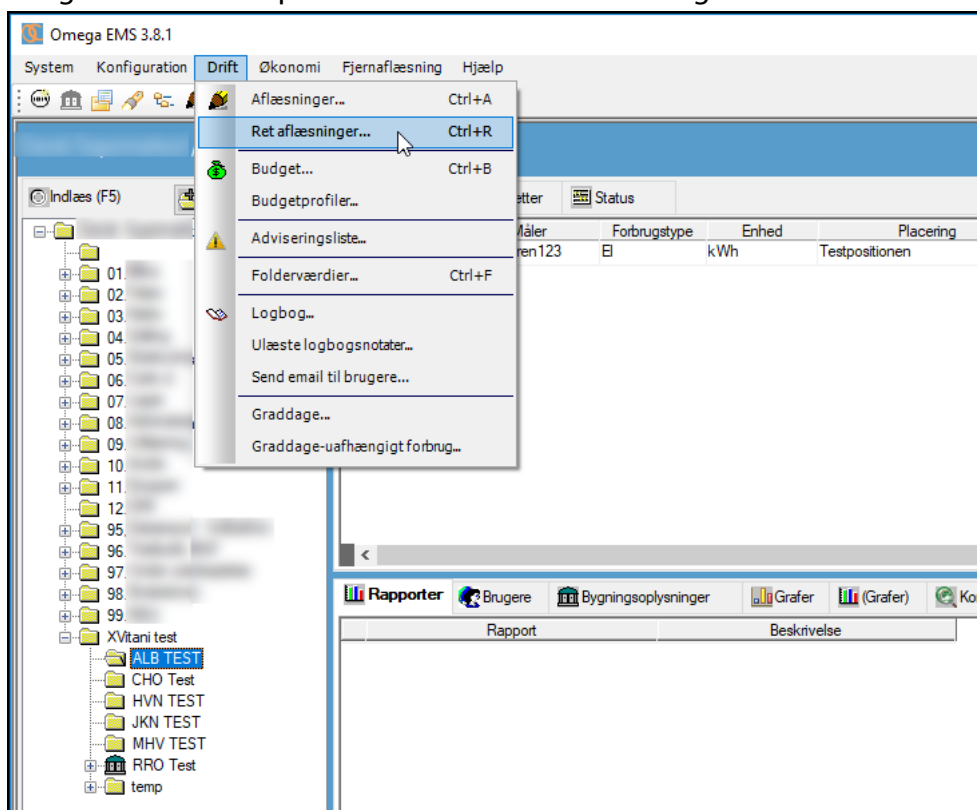 Omega EMS 3.8.1
System Konfiguration Drift Økonomi Fjernaflæsning Hjælp
Aflæsninger... Ctrl+A
Ret aflæsninger... Ctrl+R
Budget... Ctrl+B
Budgetprofiler...
Adviseringsliste...
Folderværdier... Ctrl+F
Logbog...
Ulæste logbogsnotater...
Send email til brugere...
Graddage...
Graddage-uafhængigt forbrug...
Indlæs (F5)
Status
Måler Forbrugstype Enhed Placering
El kWh Testpositionen
01.
02.
03.
04.
05.
06.
07.
08.
09.
10.
11.
12.
95.
96.
97.
98.
99.
XVitani test
ALB TEST
CHO Test
HVN TEST
JKN TEST
MHV TEST
RRO Test
temp
Rapporter Brugere Bygningsoplysninger Grafer (Grafer)
Rapport Beskrivelse